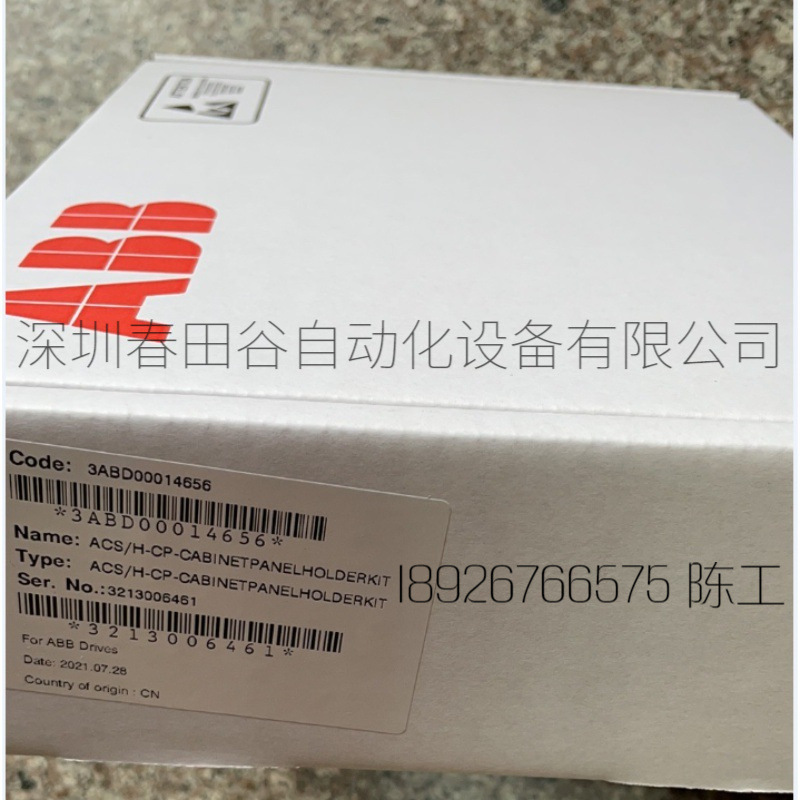 ABB
深圳春田谷自动化设备有限公司
Code: 3ABD00014656
*3ABD00014656*
Name: ACS/H-CP-CABINETPANELHOLDERKIT
Type: ACS/H-CP-CABINETPANELHOLDERKIT
Ser. No.:3213006461
*3213006461*
For ABB Drives
Date: 2021.07.28
Country of origin : CN
18926766575 陈工